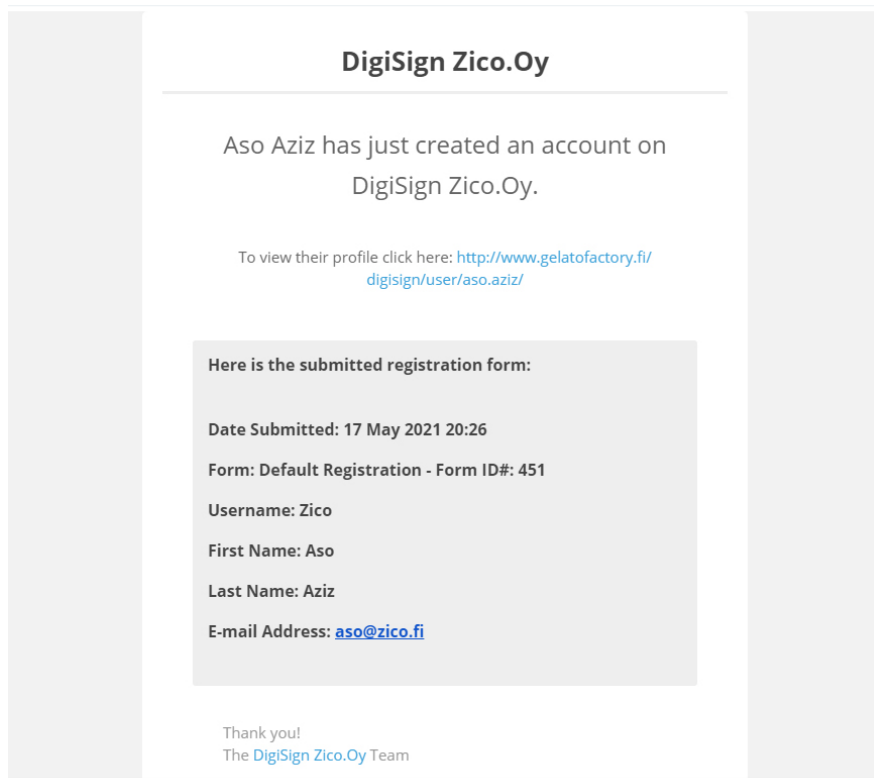 DigiSign Zico.Oy
Aso Aziz has just created an account on
DigiSign Zico.Oy.
To view their profile click here: http://www.gelatofactory.fi/
digisign/user/aso.aziz/
Here is the submitted registration form:
Date Submitted: 17 May 2021 20:26
Form: Default Registration - Form ID#: 451
Username: Zico
First Name: Aso
Last Name: Aziz
E-mail Address: aso@zico.fi
Thank you!
The DigiSign Zico.Oy Team